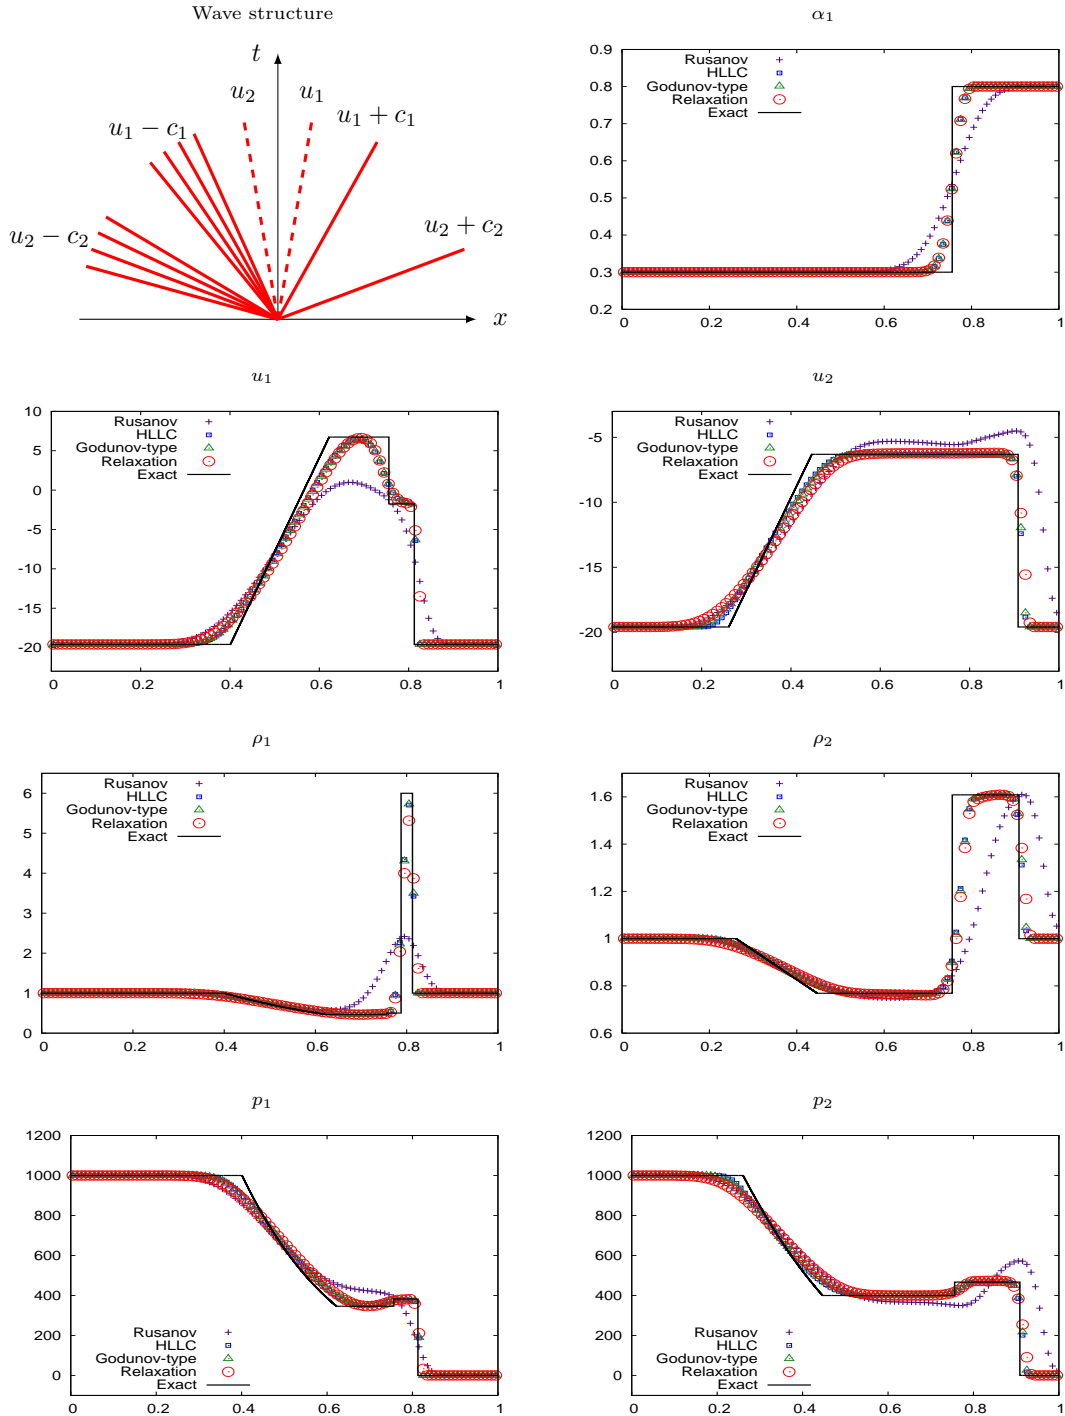 Wave structure
t
u₂
u₁
u₁ − c₁
u₁ + c₁
u₂ − c₂
u₂ + c₂
x
α₁
0.9
0.8
0.7
0.6
0.5
0.4
0.3
0.2
Rusanov
HLLC
Godunov-type
Relaxation
Exact
0 0.2 0.4 0.6 0.8 1
u₁
10
5
0
-5
-10
-15
-20
Rusanov
HLLC
Godunov-type
Relaxation
Exact
0 0.2 0.4 0.6 0.8 1
u₂
-5
-10
-15
-20
Rusanov
HLLC
Godunov-type
Relaxation
Exact
0 0.2 0.4 0.6 0.8 1
ρ₁
6
5
4
3
2
1
0
Rusanov
HLLC
Godunov-type
Relaxation
Exact
0 0.2 0.4 0.6 0.8 1
ρ₂
1.6
1.4
1.2
1
0.8
0.6
Rusanov
HLLC
Godunov-type
Relaxation
Exact
0 0.2 0.4 0.6 0.8 1
p₁
1200
1000
800
600
400
200
0
Rusanov
HLLC
Godunov-type
Relaxation
Exact
0 0.2 0.4 0.6 0.8 1
p₂
1200
1000
800
600
400
200
0
Rusanov
HLLC
Godunov-type
Relaxation
Exact
0 0.2 0.4 0.6 0.8 1